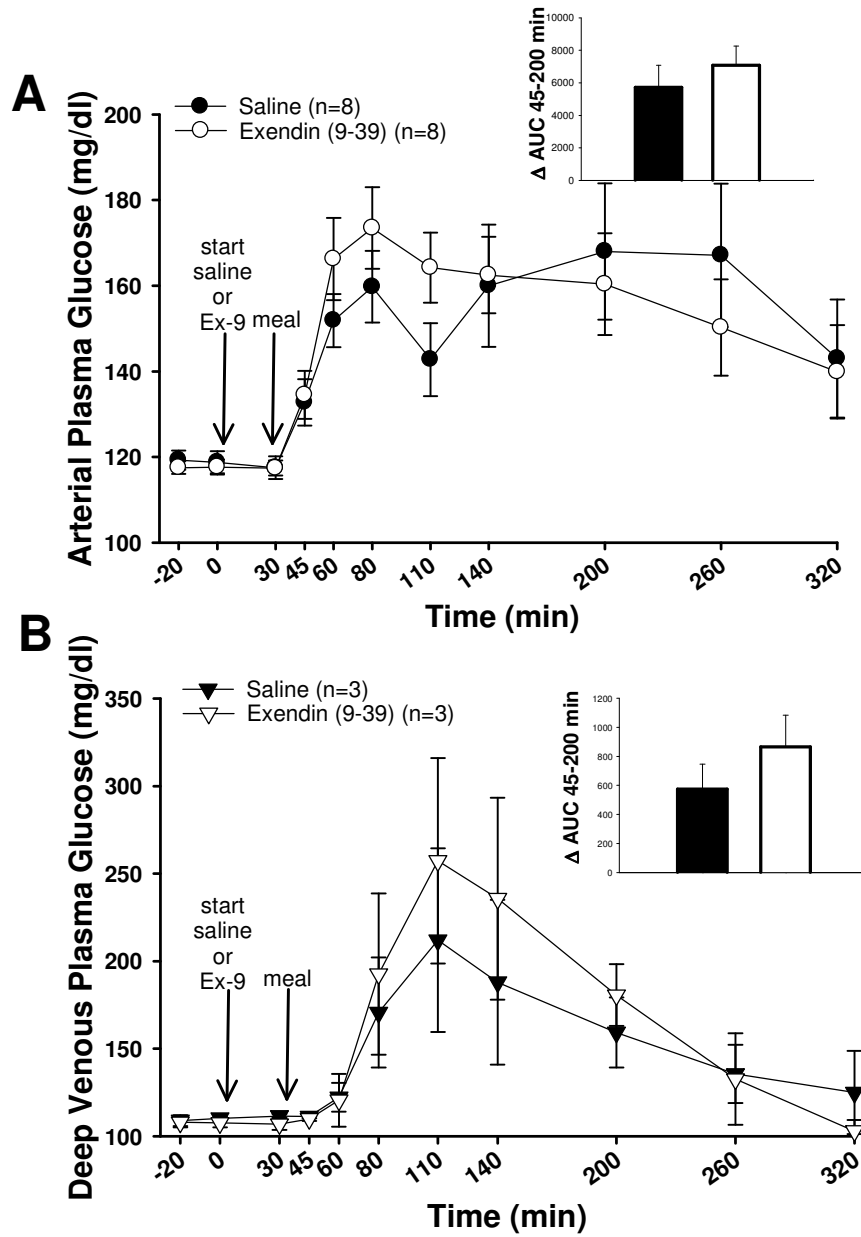 A
Saline (n=8)
Exendin (9-39) (n=8)
Arterial Plasma Glucose (mg/dl)
200
180
160
140
120
100
start
saline
or
Ex-9
meal
-20 0 30 45 60 80 110 140 200 260 320
Time (min)
Δ AUC 45-200 min
10000
8000
6000
4000
2000
0
B
Saline (n=3)
Exendin (9-39) (n=3)
Deep Venous Plasma Glucose (mg/dl)
350
300
250
200
150
100
start
saline
or
Ex-9
meal
-20 0 30 45 60 80 110 140 200 260 320
Time (min)
Δ AUC 45-200 min
1200
1000
800
600
400
200
0